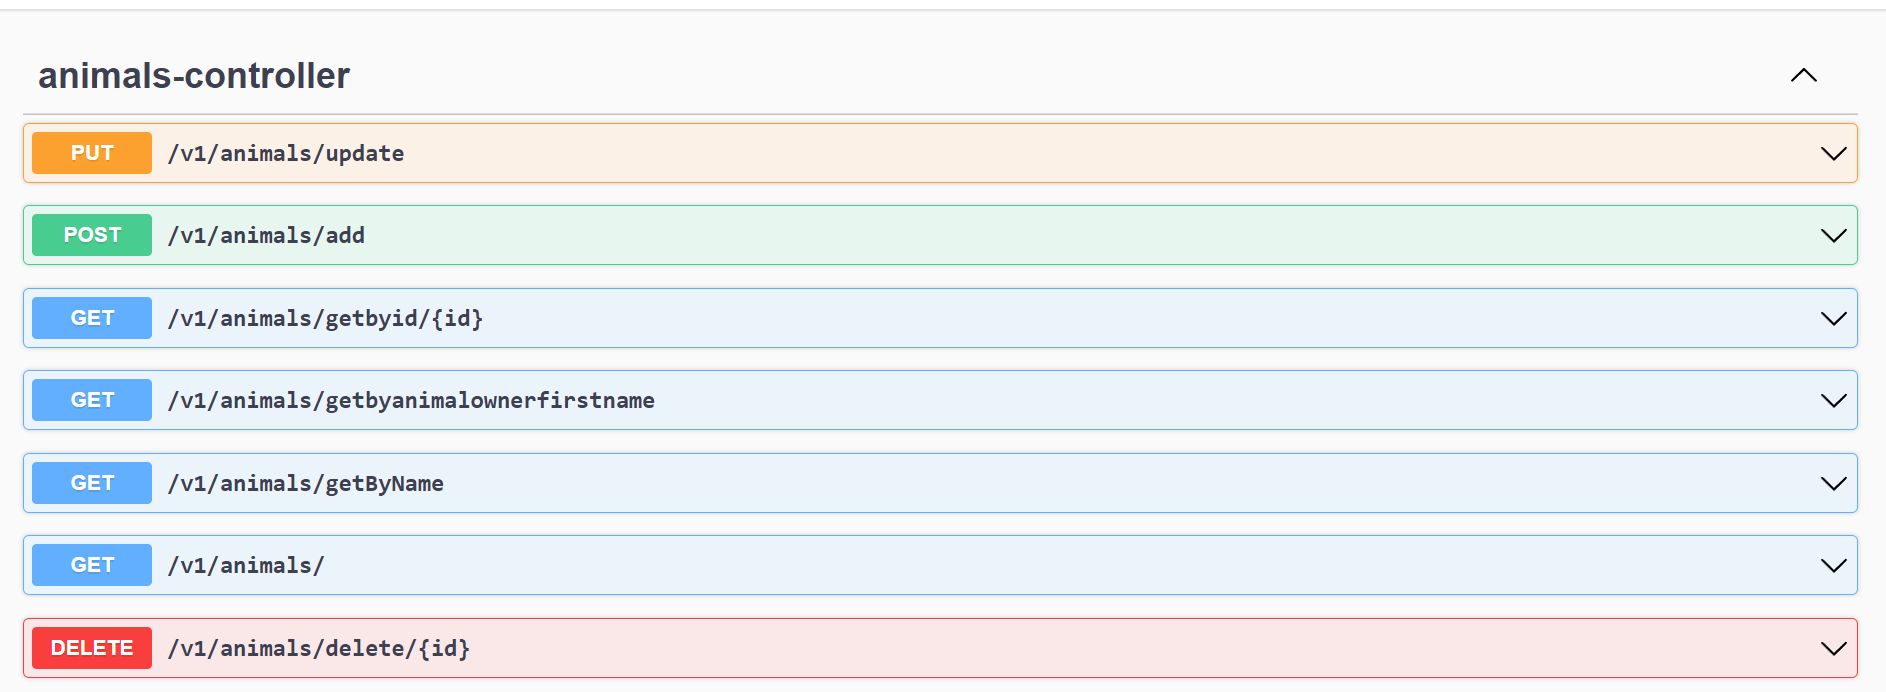 animals-controller
PUT /v1/animals/update
POST /v1/animals/add
GET /v1/animals/getbyid/{id}
GET /v1/animals/getbyanimalownerfirstname
GET /v1/animals/getByName
GET /v1/animals/
DELETE /v1/animals/delete/{id}